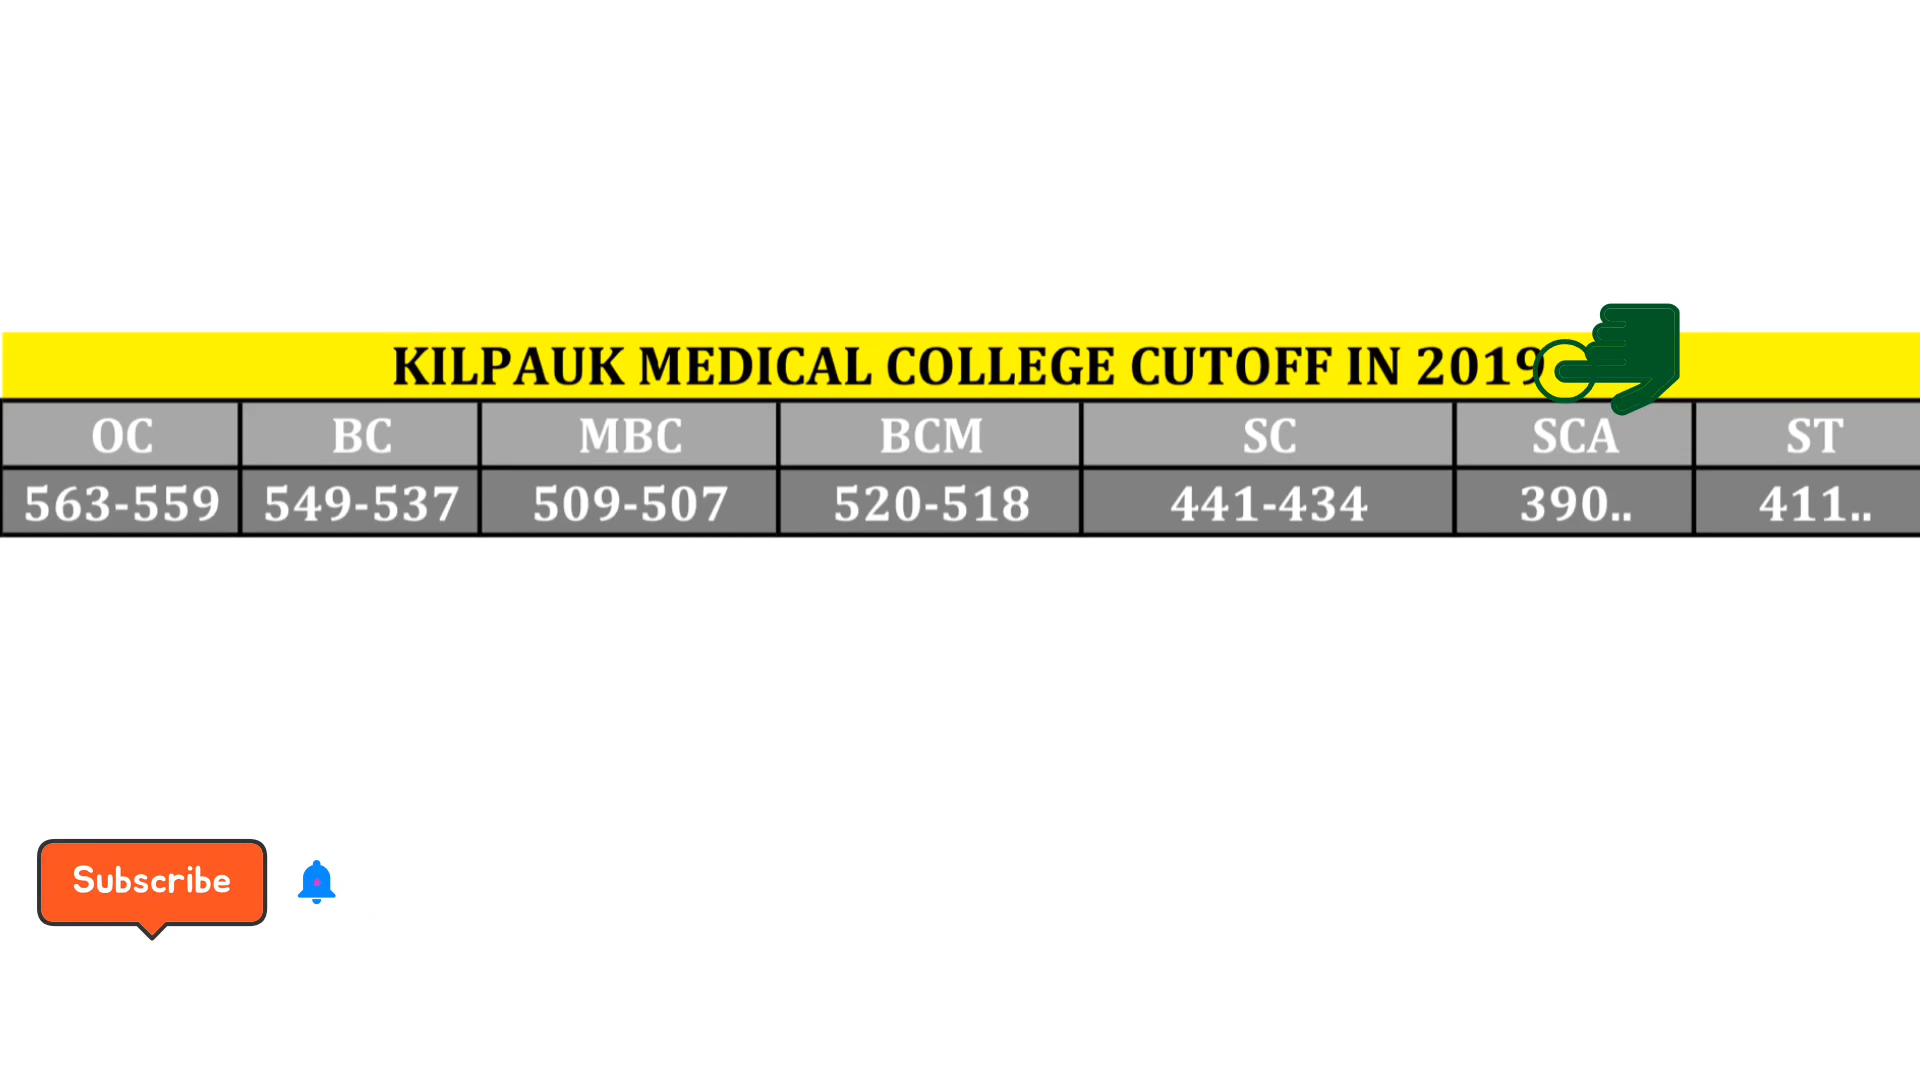 KILPAUK MEDICAL COLLEGE CUTOFF IN 2019
OC BC MBC BCM SC SCA ST
563-559 549-537 509-507 520-518 441-434 390.. 411..
Subscribe